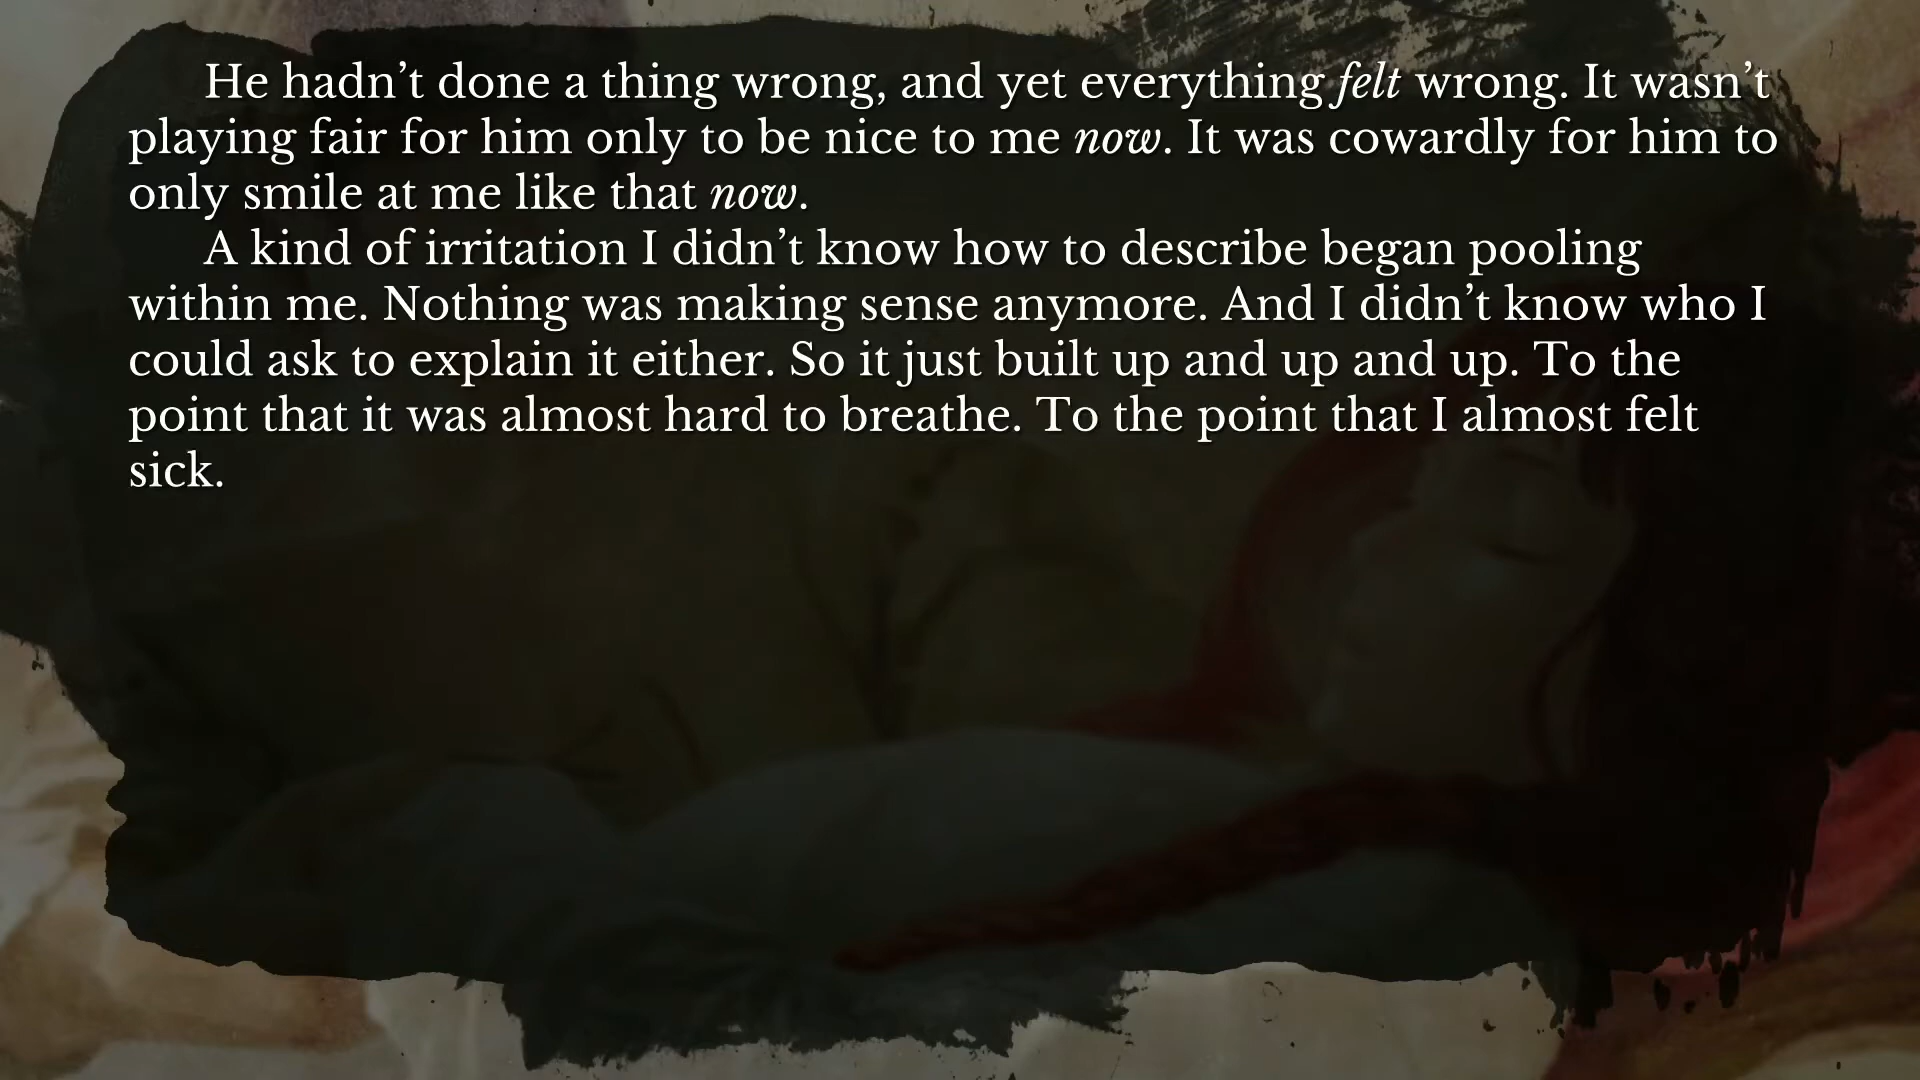 He hadn’t done a thing wrong, and yet everything felt wrong. It wasn’t
playing fair for him only to be nice to me now. It was cowardly for him to
only smile at me like that now.
A kind of irritation I didn’t know how to describe began pooling
within me. Nothing was making sense anymore. And I didn’t know who I
could ask to explain it either. So it just built up and up and up. To the
point that it was almost hard to breathe. To the point that I almost felt
sick.